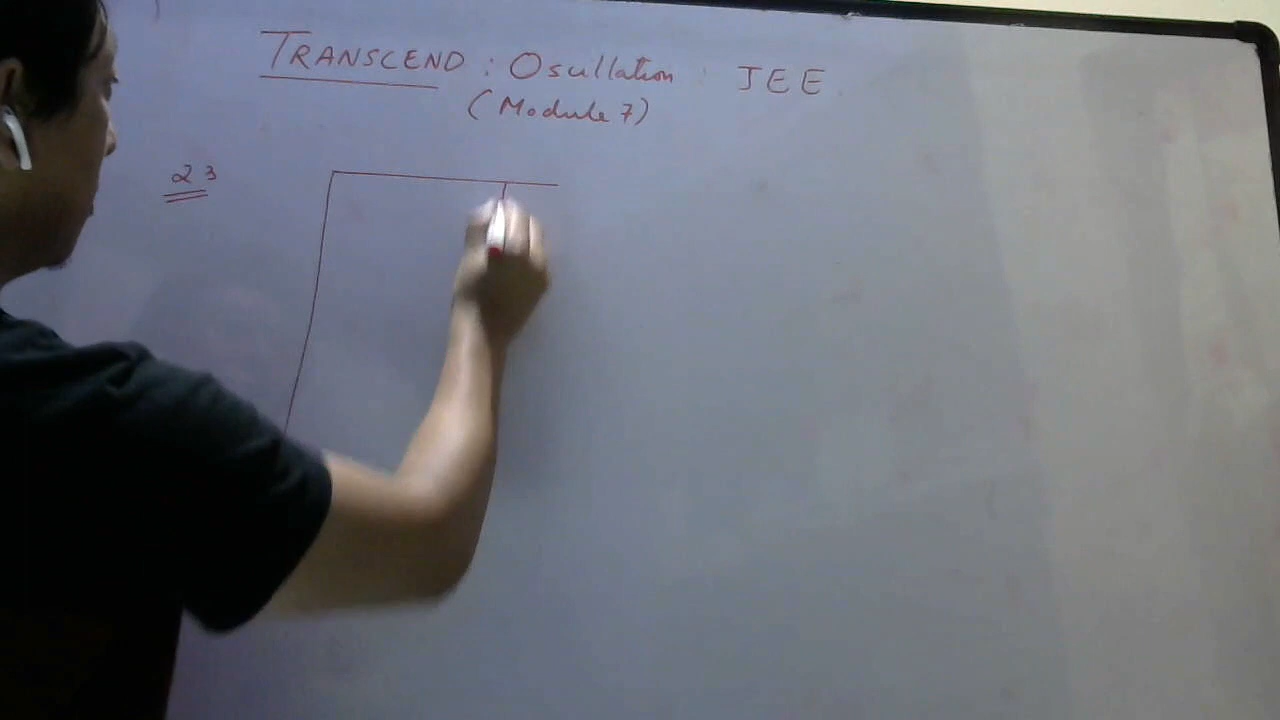 TRANSCEND : Oscillation : JEE
(Module 7)
23